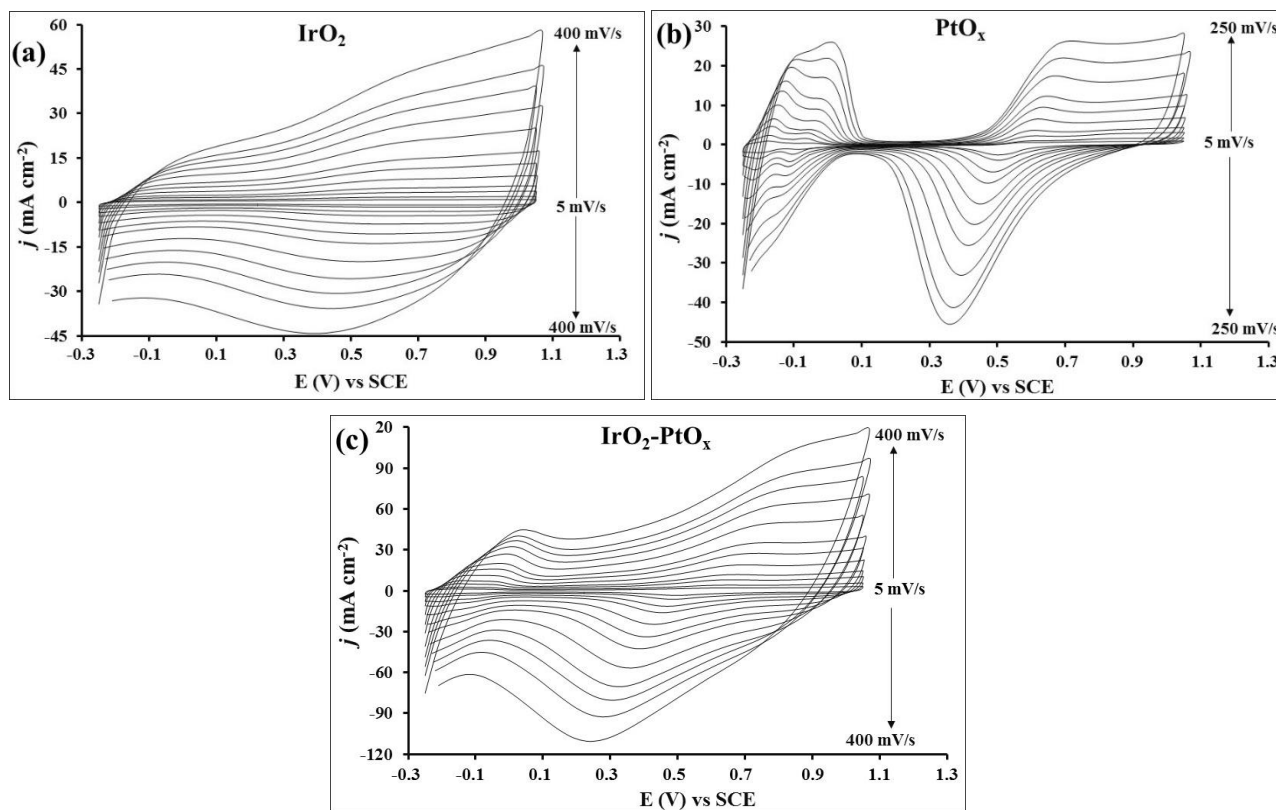 (a)
IrO₂
60
45
30
15
0
-15
-30
-45
j (mA cm⁻²)
400 mV/s
5 mV/s
400 mV/s
-0.3 -0.1 0.1 0.3 0.5 0.7 0.9 1.1 1.3
E (V) vs SCE
(b)
PtOₓ
30
20
10
0
-10
-20
-30
-40
-50
j (mA cm⁻²)
250 mV/s
5 mV/s
250 mV/s
-0.3 -0.1 0.1 0.3 0.5 0.7 0.9 1.1 1.3
E (V) vs SCE
(c)
IrO₂-PtOₓ
20
90
60
30
0
-30
-60
-90
-120
j (mA cm⁻²)
400 mV/s
5 mV/s
400 mV/s
-0.3 -0.1 0.1 0.3 0.5 0.7 0.9 1.1 1.3
E (V) vs SCE